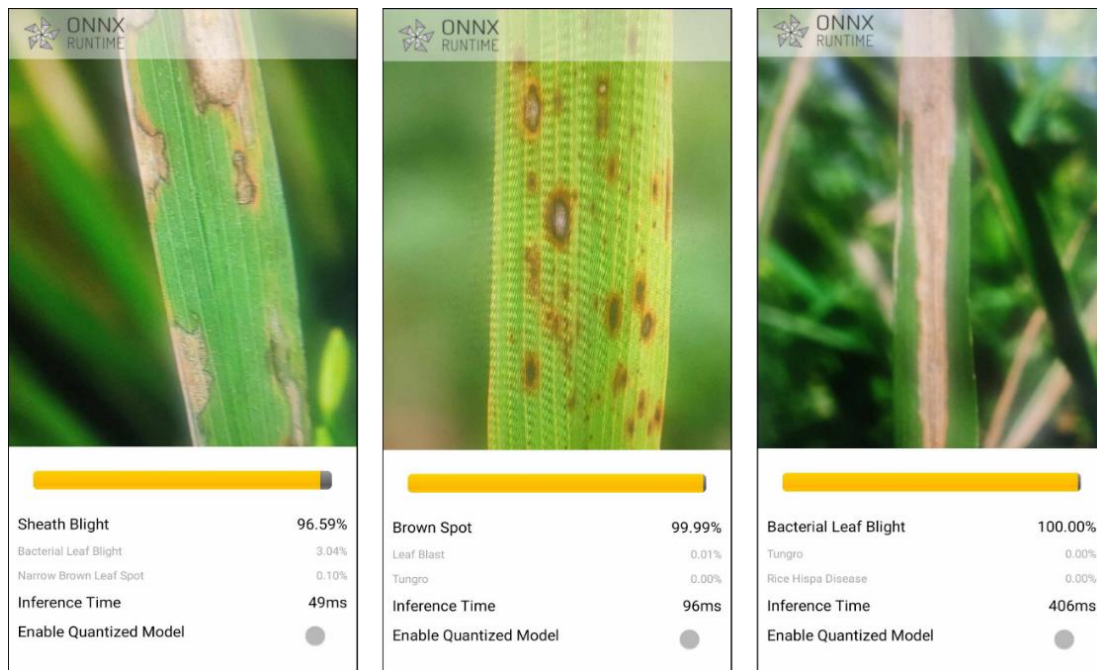 ONNX
RUNTIME
Sheath Blight 96.59%
Bacterial Leaf Blight 3.04%
Narrow Brown Leaf Spot 0.10%
Inference Time 49ms
Enable Quantized Model
ONNX
RUNTIME
Brown Spot 99.99%
Leaf Blast 0.01%
Tungro 0.00%
Inference Time 96ms
Enable Quantized Model
ONNX
RUNTIME
Bacterial Leaf Blight 100.00%
Tungro 0.00%
Rice Hispa Disease 0.00%
Inference Time 406ms
Enable Quantized Model